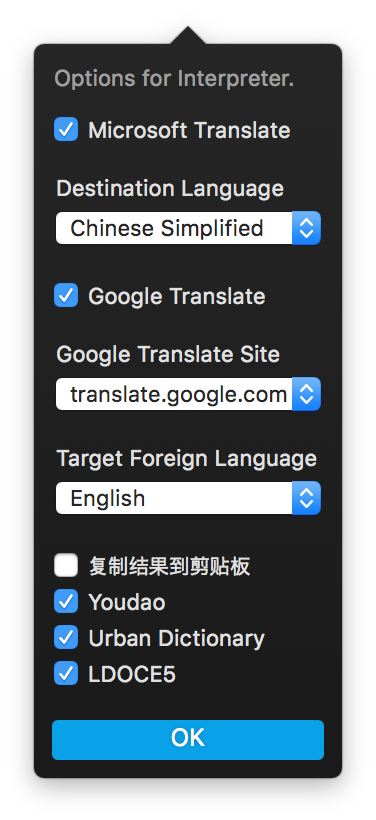 Options for Interpreter.
Microsoft Translate
Destination Language
Chinese Simplified
Google Translate
Google Translate Site
translate.google.com
Target Foreign Language
English
复制结果到剪贴板
Youdao
Urban Dictionary
LDOCE5
OK